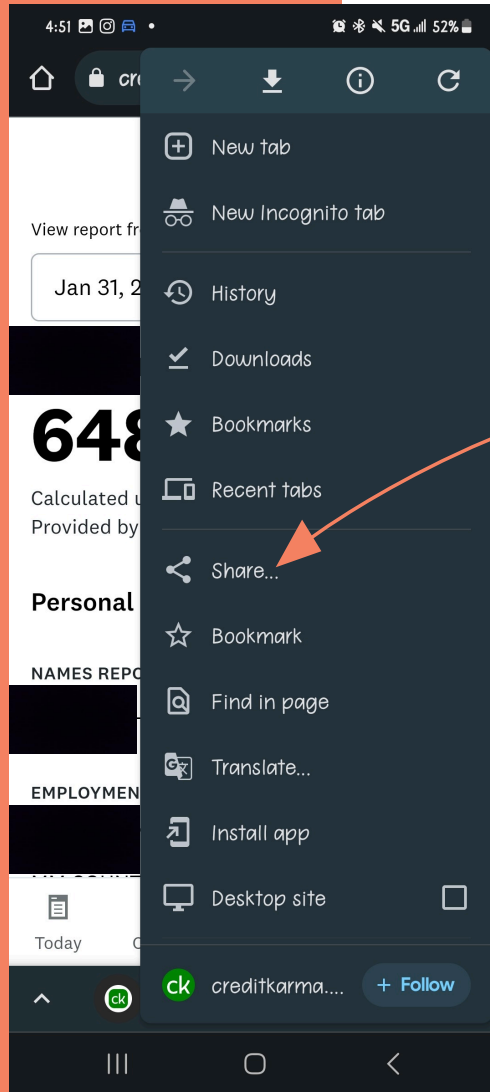 4:51
5G 52%
cr
New tab
New Incognito tab
View report fr
Jan 31, 2
History
Downloads
648
Bookmarks
Calculated u
Recent tabs
Provided by
Share...
Personal
Bookmark
NAMES REPO
Find in page
Translate...
EMPLOYMEN
Install app
Desktop site
Today
ck
ck creditkarma.... + Follow